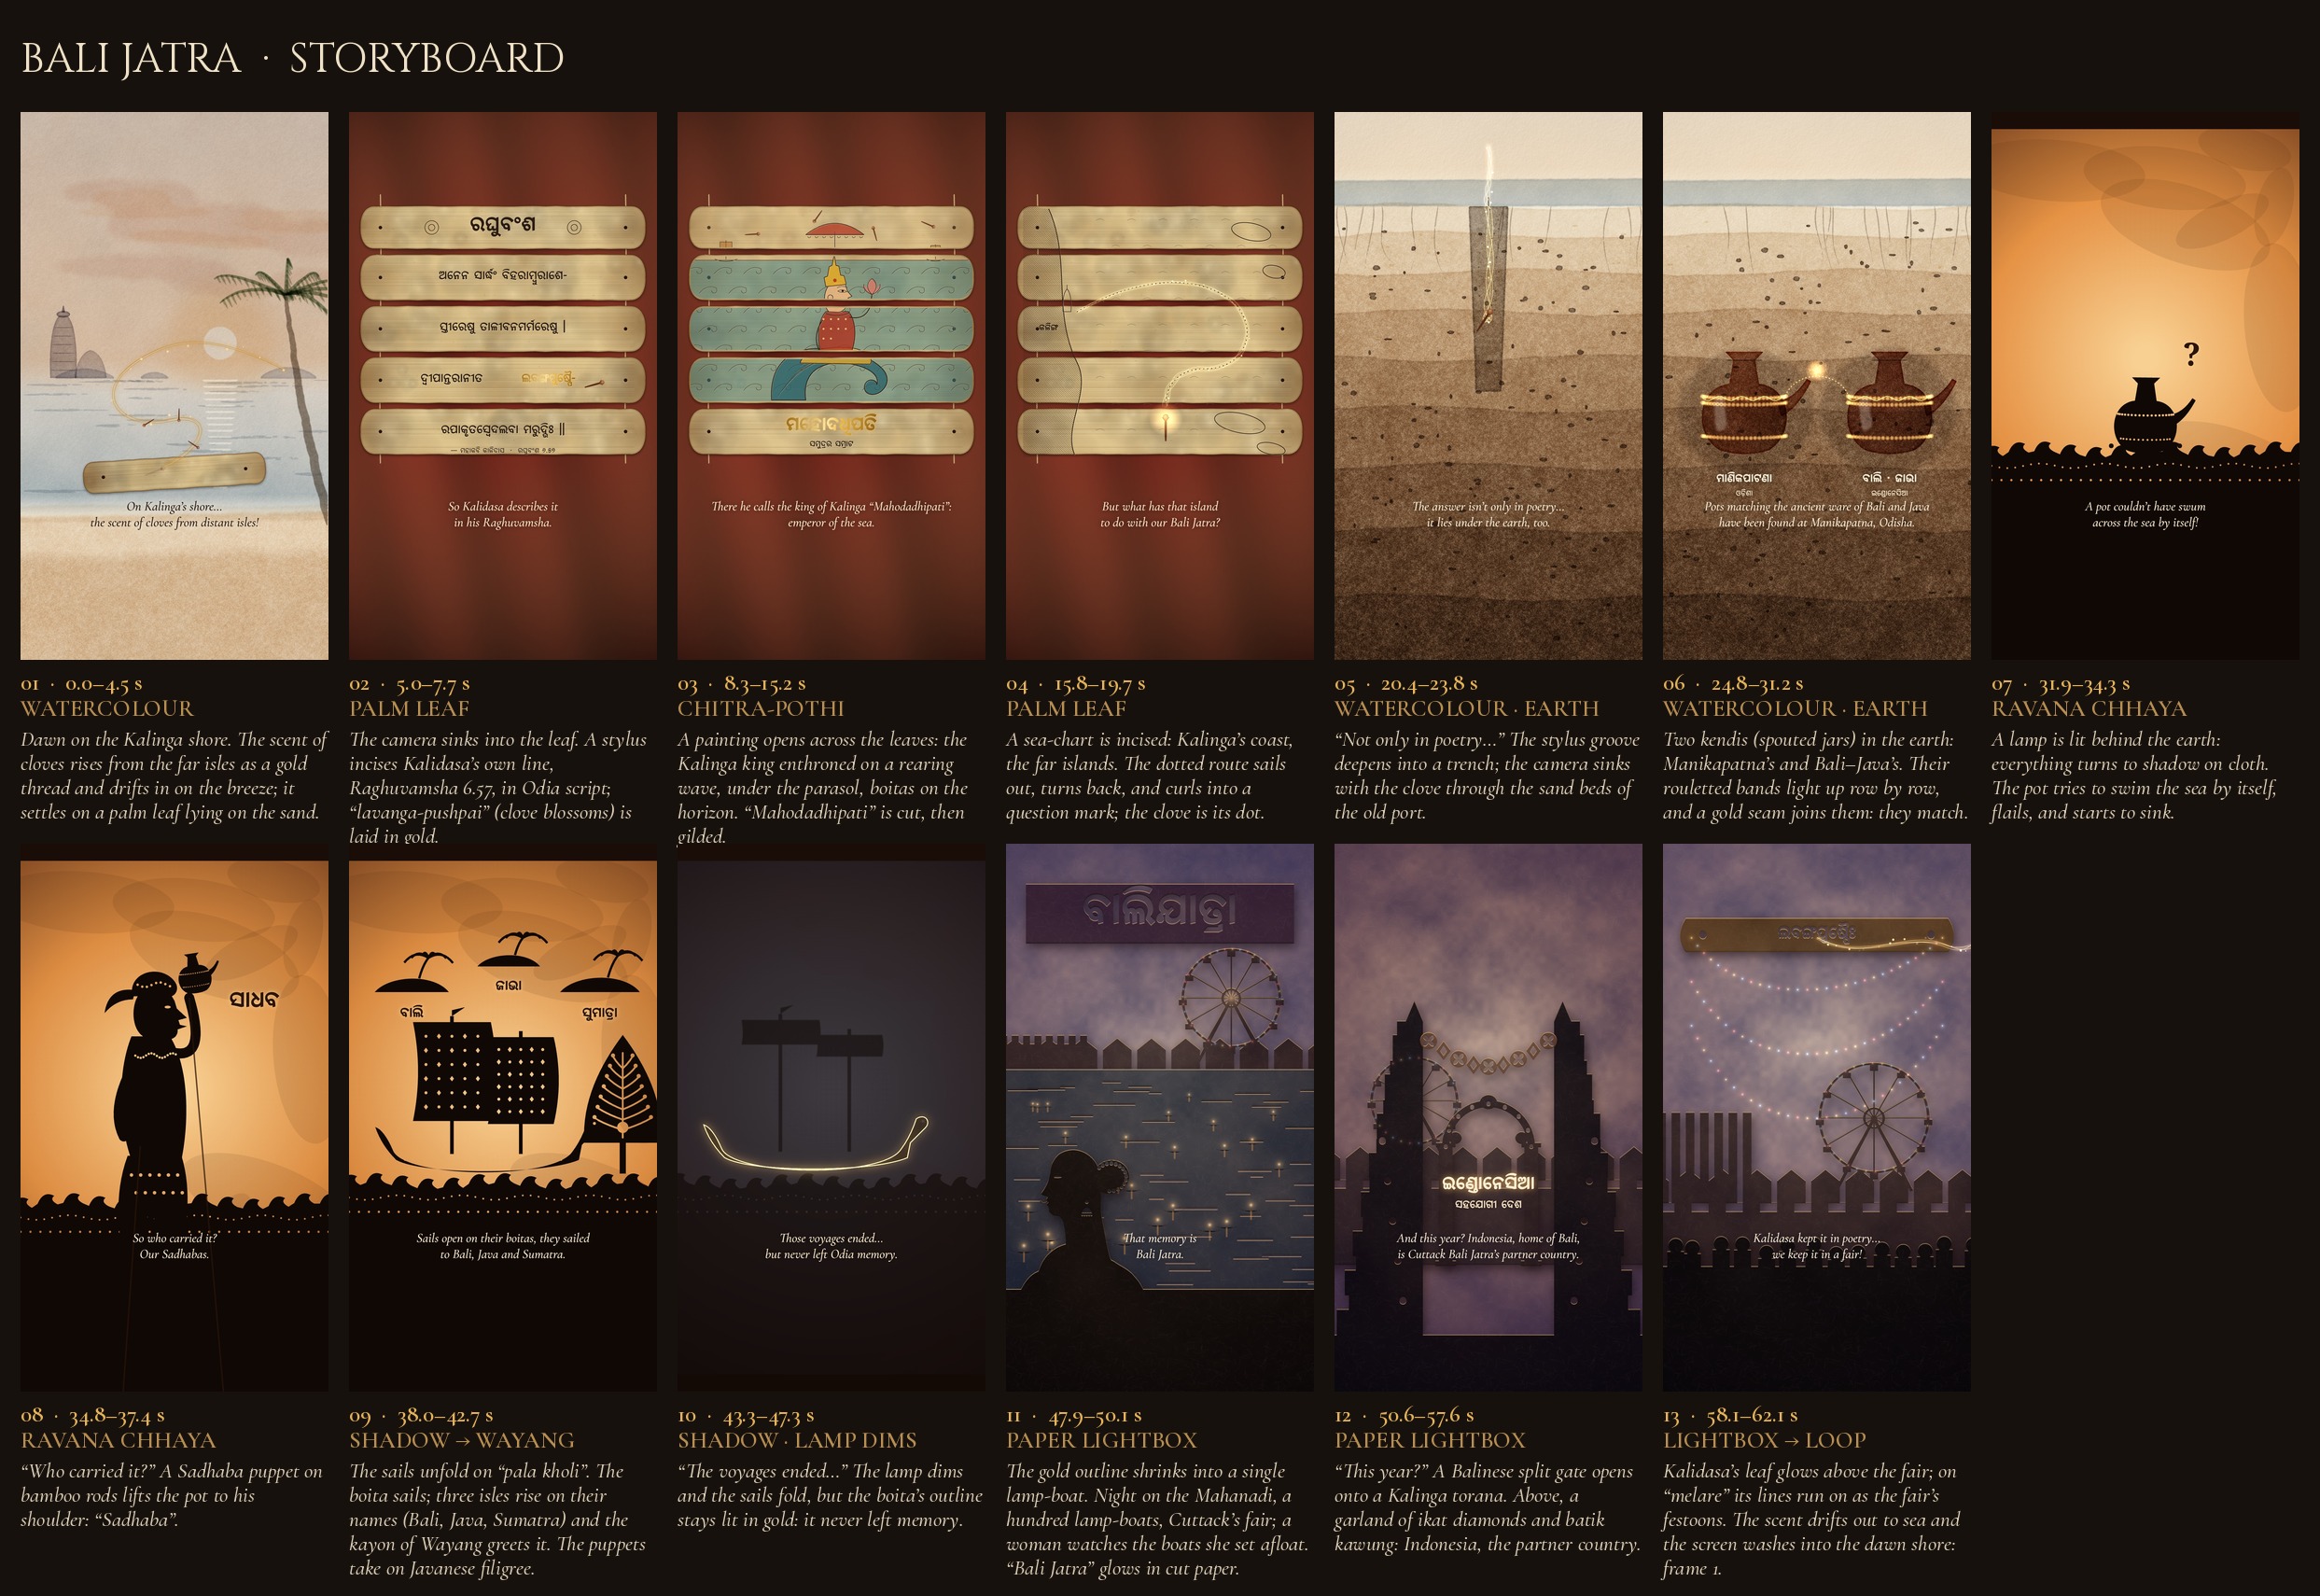 BALI JATRA · STORYBOARD
On Kalinga's shore...
the scent of cloves from distant isles!
01 · 0.0–4.5 s
WATERCOLOUR
Dawn on the Kalinga shore. The scent of
cloves rises from the far isles as a gold
thread and drifts in on the breeze; it
settles on a palm leaf lying on the sand.
ରଘୁବଂଶ
ଅନେନ ସାର୍ଦ୍ଧଂ ବିହରାମ୍ବୁରାଶେ-
ସ୍ତୀରେଷୁ ତାଳୀବନମର୍ମରେଷୁ |
ଦ୍ୱୀପାନ୍ତରାନୀତ
ରପାକୃତସ୍ୱେଦଲବା ମରୁଦ୍ଭିଃ ||
— ମହାକବି କାଳିଦାସ · ରଘୁବଂଶ ୬.୫୭
So Kalidasa describes it
in his Raghuvamsha.
02 · 5.0–7.7 s
PALM LEAF
The camera sinks into the leaf. A stylus
incises Kalidasa's own line,
Raghuvamsha 6.57, in Odia script;
“lavanga-pushpai” (clove blossoms) is
laid in gold.
ମହୋଦଧିପତି
ସମୁଦ୍ରର ସମ୍ରାଟ
There he calls the king of Kalinga “Mahodadhipati”:
emperor of the sea.
03 · 8.3–15.2 s
CHITRA-POTHI
A painting opens across the leaves: the
Kalinga king enthroned on a rearing
wave, under the parasol, boitas on the
horizon. “Mahodadhipati” is cut, then
gilded.
କଳିଙ୍ଗ
But what has that island
to do with our Bali Jatra?
04 · 15.8–19.7 s
PALM LEAF
A sea-chart is incised: Kalinga's coast,
the far islands. The dotted route sails
out, turns back, and curls into a
question mark; the clove is its dot.
The answer isn't only in poetry...
it lies under the earth, too.
05 · 20.4–23.8 s
WATERCOLOUR · EARTH
“Not only in poetry...” The stylus groove
deepens into a trench; the camera sinks
with the clove through the sand beds of
the old port.
ମାଣିକପାଟଣା
ଓଡ଼ିଶା
ବାଲି · ଜାଭା
ଇଣ୍ଡୋନେସିଆ
Pots matching the ancient ware of Bali and Java
have been found at Manikapatna, Odisha.
06 · 24.8–31.2 s
WATERCOLOUR · EARTH
Two kendis (spouted jars) in the earth:
Manikapatna's and Bali–Java's. Their
rouletted bands light up row by row,
and a gold seam joins them: they match.
?
A pot couldn't have swum
across the sea by itself!
07 · 31.9–34.3 s
RAVANA CHHAYA
A lamp is lit behind the earth:
everything turns to shadow on cloth.
The pot tries to swim the sea by itself,
flails, and starts to sink.
ସାଧବ
So who carried it?
Our Sadhabas.
08 · 34.8–37.4 s
RAVANA CHHAYA
“Who carried it?” A Sadhaba puppet on
bamboo rods lifts the pot to his
shoulder: “Sadhaba”.
ଜାଭା
ବାଲି
ସୁମାତ୍ରା
Sails open on their boitas, they sailed
to Bali, Java and Sumatra.
09 · 38.0–42.7 s
SHADOW → WAYANG
The sails unfold on “pala kholi”. The
boita sails; three isles rise on their
names (Bali, Java, Sumatra) and the
kayon of Wayang greets it. The puppets
take on Javanese filigree.
Those voyages ended...
but never left Odia memory.
10 · 43.3–47.3 s
SHADOW · LAMP DIMS
“The voyages ended...” The lamp dims
and the sails fold, but the boita's outline
stays lit in gold: it never left memory.
ବାଲିଯାତ୍ରା
That memory is
Bali Jatra.
11 · 47.9–50.1 s
PAPER LIGHTBOX
The gold outline shrinks into a single
lamp-boat. Night on the Mahanadi, a
hundred lamp-boats, Cuttack's fair; a
woman watches the boats she set afloat.
“Bali Jatra” glows in cut paper.
ଇଣ୍ଡୋନେସିଆ
ସହଯୋଗୀ ଦେଶ
And this year? Indonesia, home of Bali,
is Cuttack Bali Jatra's partner country.
12 · 50.6–57.6 s
PAPER LIGHTBOX
“This year?” A Balinese split gate opens
onto a Kalinga torana. Above, a
garland of ikat diamonds and batik
kawung: Indonesia, the partner country.
Kalidasa kept it in poetry...
we keep it in a fair!
13 · 58.1–62.1 s
LIGHTBOX → LOOP
Kalidasa's leaf glows above the fair; on
“melare” its lines run on as the fair's
festoons. The scent drifts out to sea and
the screen washes into the dawn shore:
frame 1.